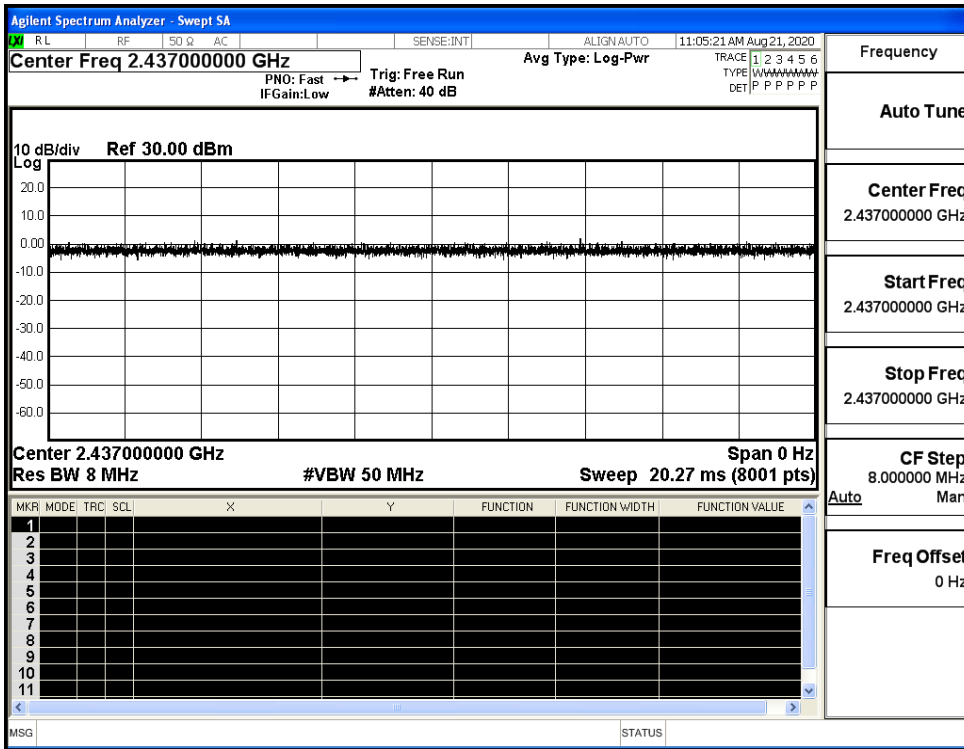 Agilent Spectrum Analyzer - Swept SA
LXI RL RF 50 Ω AC SENSE:INT ALIGN AUTO 11:05:21 AM Aug 21, 2020
Center Freq 2.437000000 GHz
PNO: Fast
IFGain:Low
Trig: Free Run
#Atten: 40 dB
Avg Type: Log-Pwr
TRACE 1 2 3 4 5 6
TYPE WWWWWWW
DET P P P P P P
10 dB/div Ref 30.00 dBm
Log
20.0
10.0
0.00
-10.0
-20.0
-30.0
-40.0
-50.0
-60.0
Center 2.437000000 GHz Span 0 Hz
Res BW 8 MHz #VBW 50 MHz Sweep 20.27 ms (8001 pts)
MKR MODE TRC SCL X Y FUNCTION FUNCTION WIDTH FUNCTION VALUE
1
2
3
4
5
6
7
8
9
10
11
MSG STATUS
Frequency
Auto Tune
Center Freq
2.437000000 GHz
Start Freq
2.437000000 GHz
Stop Freq
2.437000000 GHz
CF Step
8.000000 MHz
Auto Man
Freq Offset
0 Hz